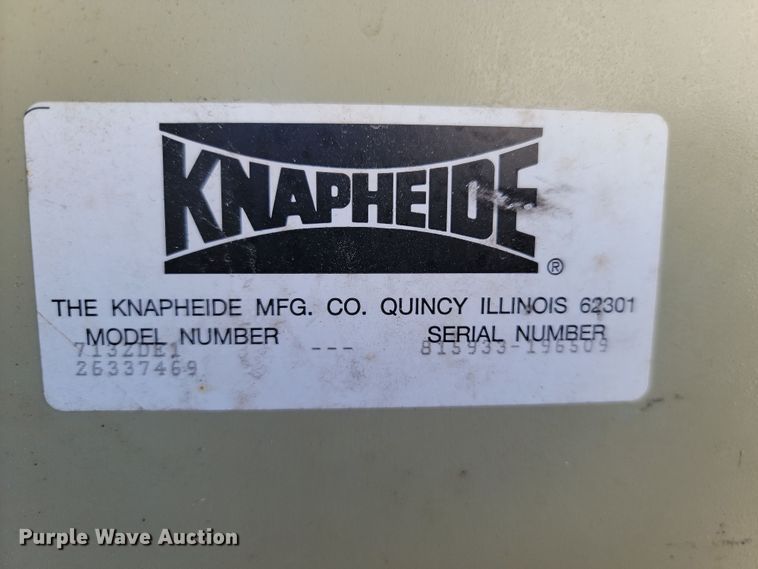 KNAPHEIDE
®
THE KNAPHEIDE MFG. CO. QUINCY ILLINOIS 62301
MODEL NUMBER SERIAL NUMBER
7132DE1 --- 815933-196509
26337469
Purple Wave Auction